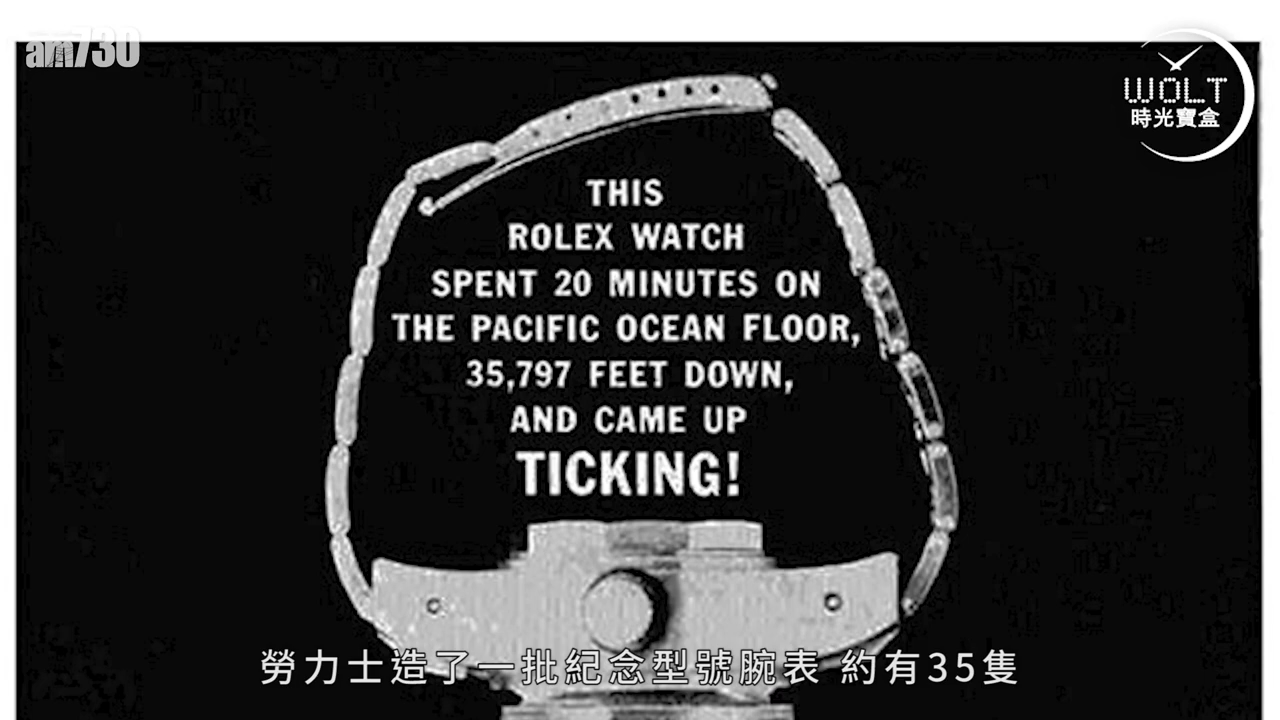 am730
WOLT
時光寶盒
THIS
ROLEX WATCH
SPENT 20 MINUTES ON
THE PACIFIC OCEAN FLOOR,
35,797 FEET DOWN,
AND CAME UP
TICKING!
勞力士造了一批紀念型號腕表 約有35隻